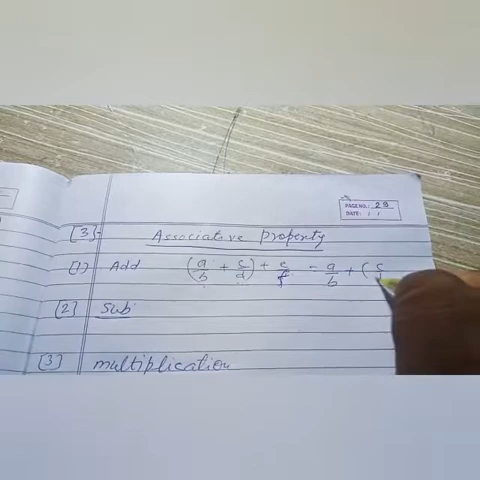 PAGE NO.: 29
DATE: / /
[3]- Associative Property
(1) Add (a/b + c/d) + e/f = a/b + (c/
[2] Sub
[3] multiplication